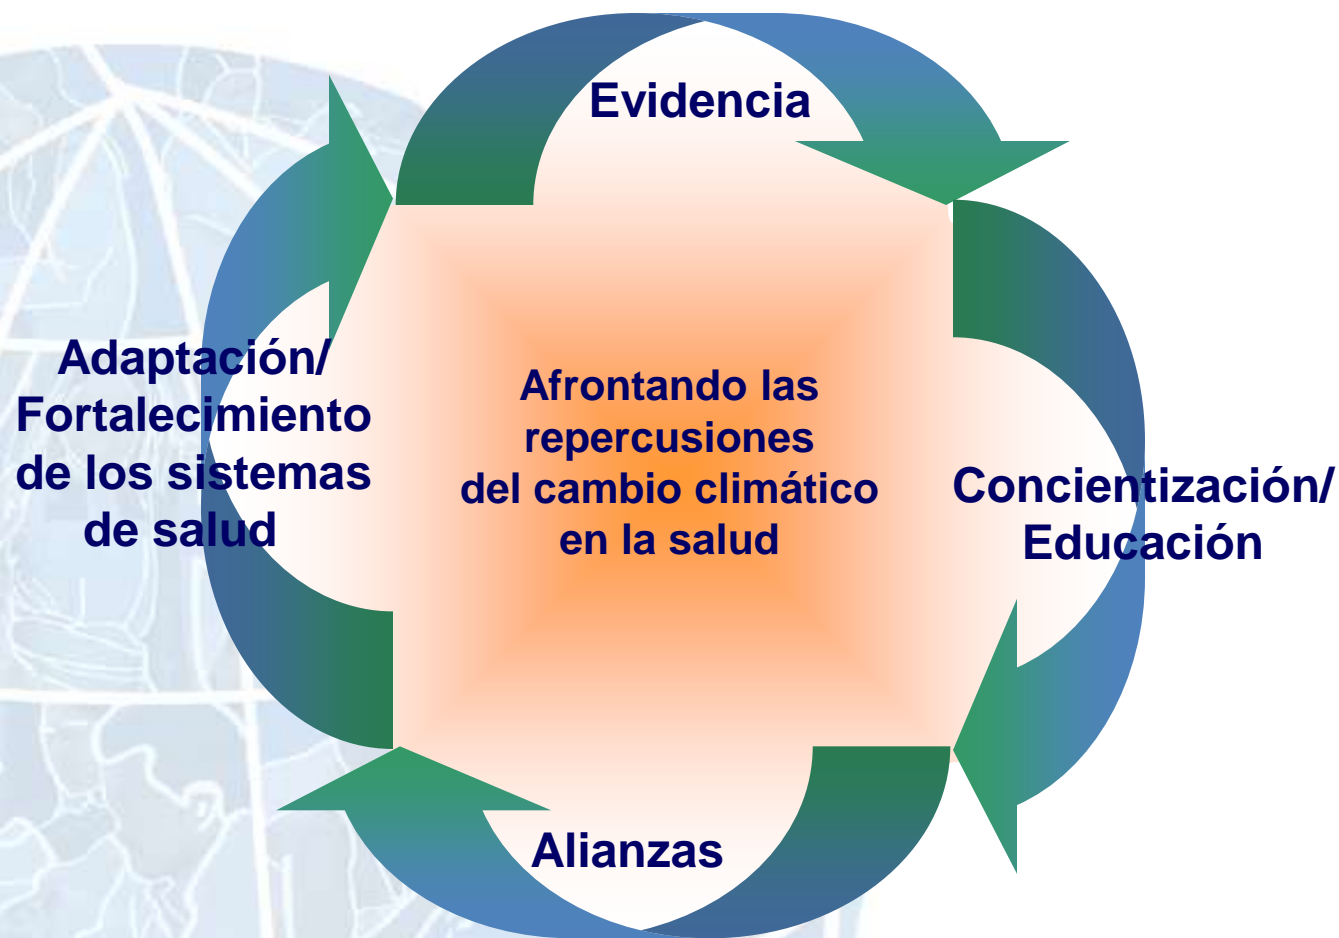 Evidencia
Adaptación/
Fortalecimiento
de los sistemas
de salud
Afrontando las
repercusiones
del cambio climático
en la salud
Concientización/
Educación
Alianzas